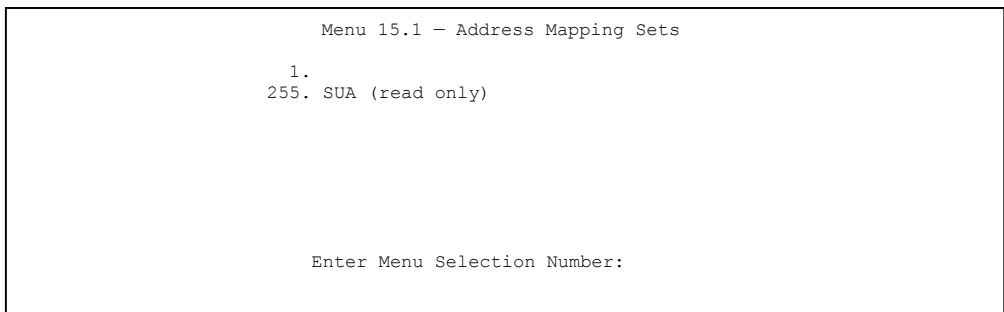 Menu 15.1 — Address Mapping Sets
1.
255. SUA (read only)
Enter Menu Selection Number: